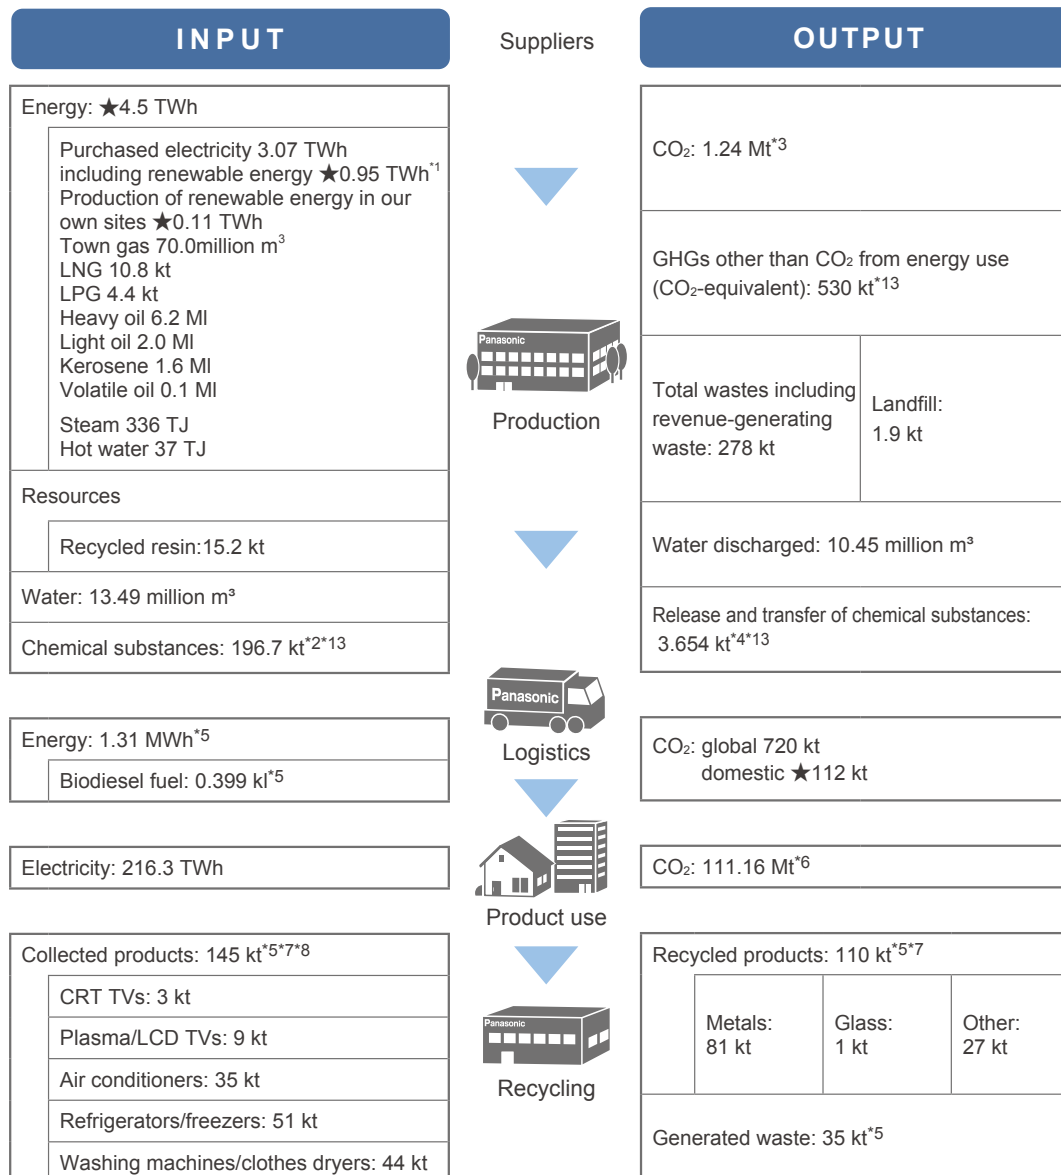 INPUT
Suppliers
OUTPUT
Energy: ★4.5 TWh
Purchased electricity 3.07 TWh
including renewable energy ★0.95 TWh*1
Production of renewable energy in our
own sites ★0.11 TWh
Town gas 70.0million m³
LNG 10.8 kt
LPG 4.4 kt
Heavy oil 6.2 Ml
Light oil 2.0 Ml
Kerosene 1.6 Ml
Volatile oil 0.1 Ml
Steam 336 TJ
Hot water 37 TJ
Resources
Recycled resin:15.2 kt
Water: 13.49 million m³
Chemical substances: 196.7 kt*2*13
Panasonic
Production
CO₂: 1.24 Mt*3
GHGs other than CO₂ from energy use
(CO₂-equivalent): 530 kt*13
Total wastes including
revenue-generating
waste: 278 kt
Landfill:
1.9 kt
Water discharged: 10.45 million m³
Release and transfer of chemical substances:
3.654 kt*4*13
Energy: 1.31 MWh*5
Biodiesel fuel: 0.399 kl*5
Panasonic
Logistics
CO₂: global 720 kt
domestic ★112 kt
Electricity: 216.3 TWh
Product use
CO₂: 111.16 Mt*6
Collected products: 145 kt*5*7*8
CRT TVs: 3 kt
Plasma/LCD TVs: 9 kt
Air conditioners: 35 kt
Refrigerators/freezers: 51 kt
Washing machines/clothes dryers: 44 kt
Panasonic
Recycling
Recycled products: 110 kt*5*7
Metals:
81 kt
Glass:
1 kt
Other:
27 kt
Generated waste: 35 kt*5